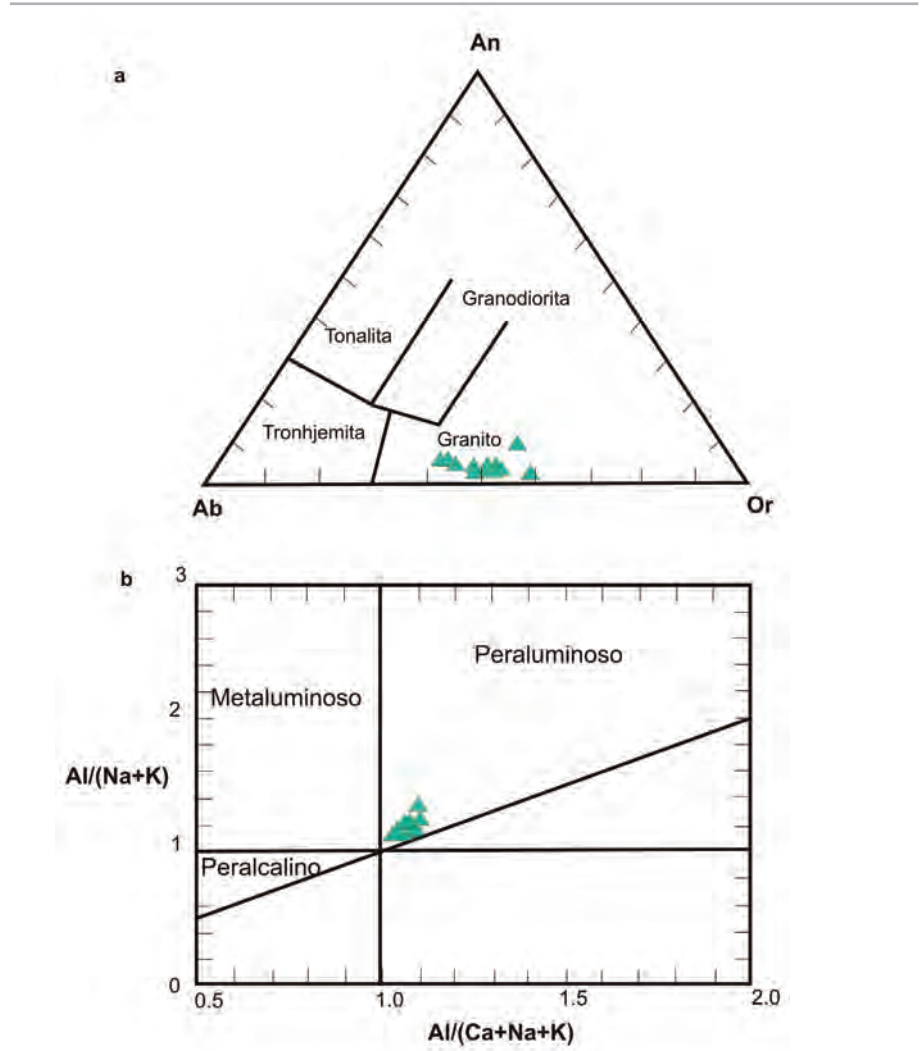 An
a
Granodiorita
Tonalita
Tronhjemita
Granito
Ab
Or
b
3
Peraluminoso
Metaluminoso
2
Al/(Na+K)
1
Peralcalino
0
0.5
1.0
1.5
2.0
Al/(Ca+Na+K)